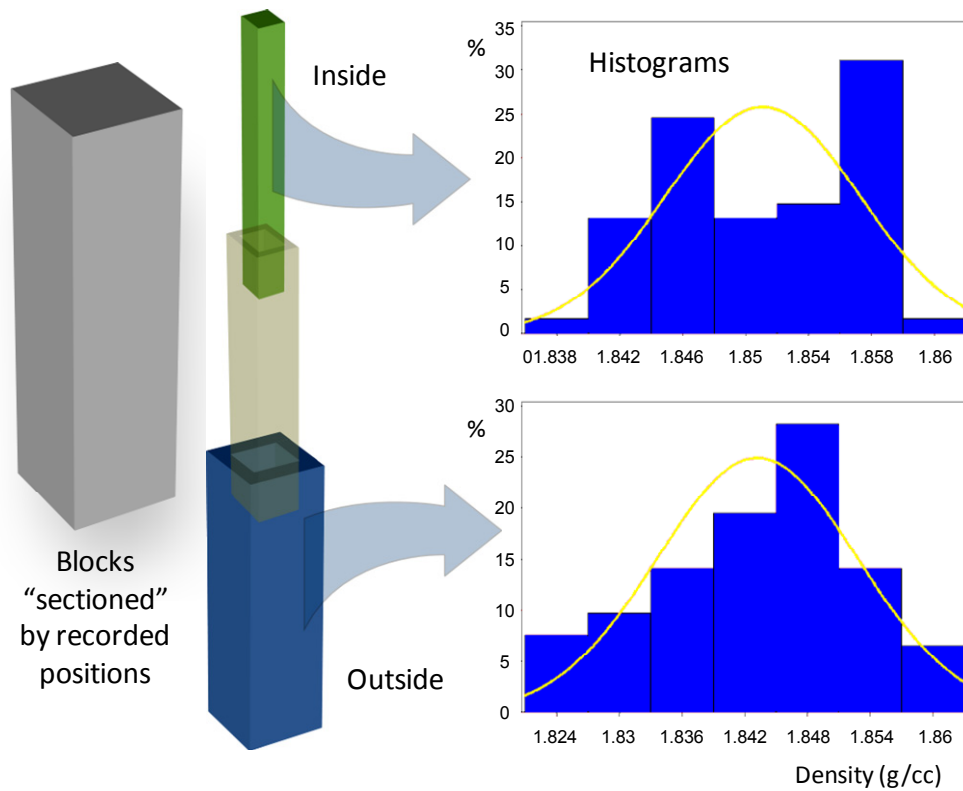 Inside
Blocks
“sectioned”
by recorded
positions
Outside
Histograms
%
35
30
25
20
15
10
5
0
01.838 1.842 1.846 1.85 1.854 1.858 1.86
%
30
25
20
15
10
5
0
1.824 1.83 1.836 1.842 1.848 1.854 1.86
Density (g/cc)